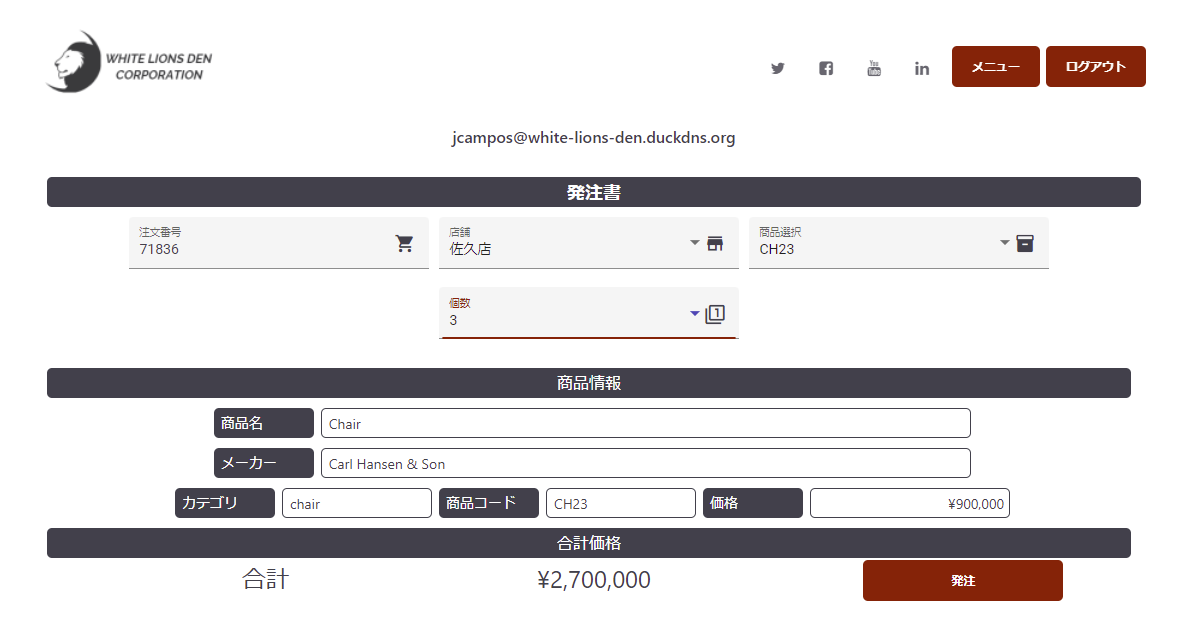 WHITE LIONS DEN
CORPORATION
You
Tube
メニュー
ログアウト
jcampos@white-lions-den.duckdns.org
発注書
注文番号
71836
店舗
佐久店
商品選択
CH23
個数
3
1
商品情報
商品名
Chair
メーカー
Carl Hansen & Son
カテゴリ
chair
商品コード
CH23
価格
¥900,000
合計価格
合計
¥2,700,000
発注